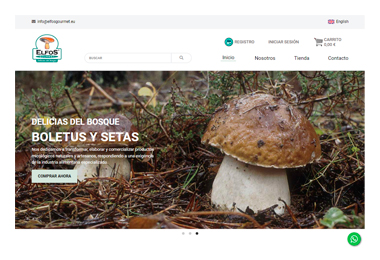 info@elfosgourmet.eu
English
ELFOS
REGISTRO
INICIAR SESIÓN
CARRITO
0,00 €
BUSCAR
Inicio
Nosotros
Tienda
Contacto
DELICIAS DEL BOSQUE
BOLETUS Y SETAS
Nos dedicamos a transformar, elaborar y comercializar productos
micológicos naturales y artesanos, respondiendo a una exigencia
de la industria alimentaria especializada.
COMPRAR AHORA